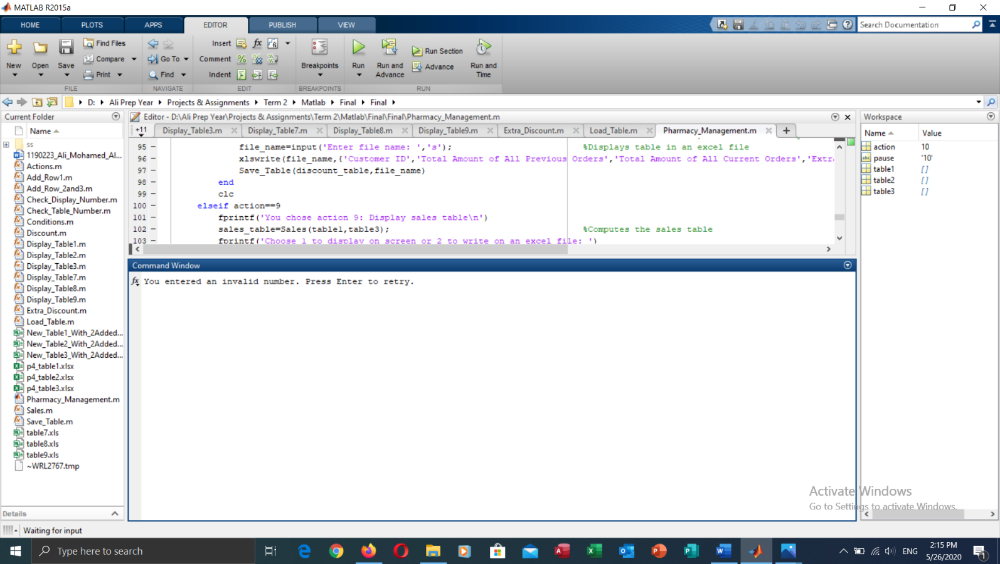 MATLAB R2015a
HOME PLOTS APPS EDITOR PUBLISH VIEW Search Documentation
New Open Save Find Files Compare Print Go To Find Insert Comment Indent Breakpoints Run Run and Advance Run Section Advance Run and Time
FILE NAVIGATE EDIT BREAKPOINTS RUN
D: Ali Prep Year Projects & Assignments Term 2 Matlab Final Final
Current Folder
Name
ss
1190223_Ali_Mohamed_Al...
Actions.m
Add_Row1.m
Add_Row_2and3.m
Check_Display_Number.m
Check_Table_Number.m
Conditions.m
Discount.m
Display_Table1.m
Display_Table2.m
Display_Table3.m
Display_Table7.m
Display_Table8.m
Display_Table9.m
Extra_Discount.m
Load_Table.m
New_Table1_With_2Added...
New_Table2_With_2Added...
New_Table3_With_2Added...
p4_table1.xlsx
p4_table2.xlsx
p4_table3.xlsx
Pharmacy_Management.m
Sales.m
Save_Table.m
table7.xls
table8.xls
table9.xls
~WRL2767.tmp
Details
Editor - D:\Ali Prep Year\Projects & Assignments\Term 2\Matlab\Final\Final\Pharmacy_Management.m
+11 Display_Table3.m Display_Table7.m Display_Table8.m Display_Table9.m Extra_Discount.m Load_Table.m Pharmacy_Management.m
95 - file_name=input('Enter file name: ','s'); %Displays table in an excel file
96 - xlswrite(file_name,{'Customer ID','Total Amount of All Previous Orders','Total Amount of All Current Orders','Extr
97 - Save_Table(discount_table,file_name)
98 - end
99 - clc
100 - elseif action==9
101 - fprintf('You chose action 9: Display sales table\n')
102 - sales_table=Sales(table1,table3); %Computes the sales table
103 - fprintf('Choose 1 to display on screen or 2 to write on an excel file: ')
Command Window
fx You entered an invalid number. Press Enter to retry.
Workspace
Name Value
action 10
pause '10'
table1 []
table2 []
table3 []
Activate Windows
Go to Settings to activate Windows.
Waiting for input
Type here to search
ENG
2:15 PM
5/26/2020
1